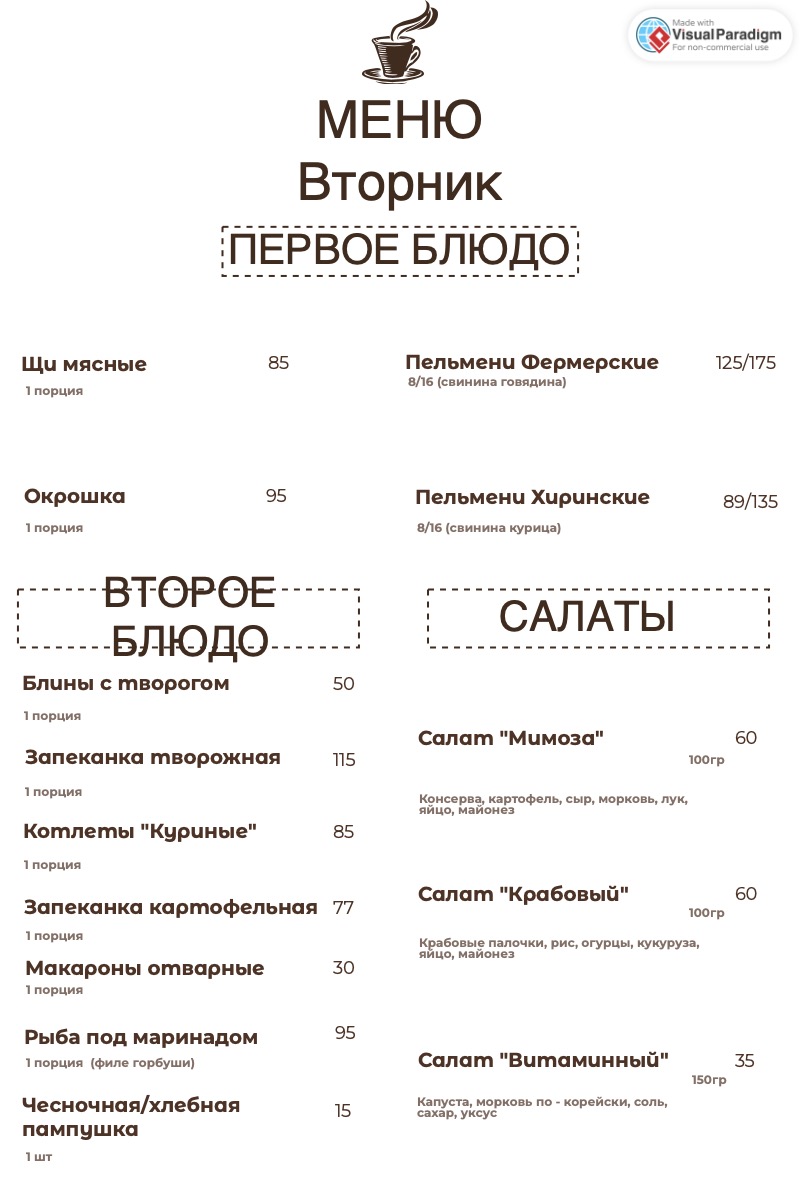 Made with
Visual Paradigm
For non-commercial use
МЕНЮ
Вторник
ПЕРВОЕ БЛЮДО
Щи мясные 85
1 порция
Пельмени Фермерские 125/175
8/16 (свинина говядина)
Окрошка 95
1 порция
Пельмени Хиринские 89/135
8/16 (свинина курица)
ВТОРОЕ
БЛЮДО
Блины с творогом 50
1 порция
Запеканка творожная 115
1 порция
Котлеты "Куриные" 85
1 порция
Запеканка картофельная 77
1 порция
Макароны отварные 30
1 порция
Рыба под маринадом 95
1 порция (филе горбуши)
Чесночная/хлебная
пампушка 15
1 шт
САЛАТЫ
Салат "Мимоза" 60
100гр
Консерва, картофель, сыр, морковь, лук,
яйцо, майонез
Салат "Крабовый" 60
100гр
Крабовые палочки, рис, огурцы, кукуруза,
яйцо, майонез
Салат "Витаминный" 35
150гр
Капуста, морковь по - корейски, соль,
сахар, уксус